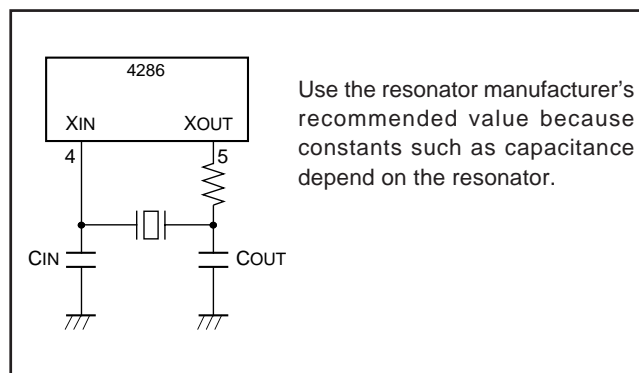 4286
XIN XOUT
4 5
CIN COUT
Use the resonator manufacturer's
recommended value because
constants such as capacitance
depend on the resonator.